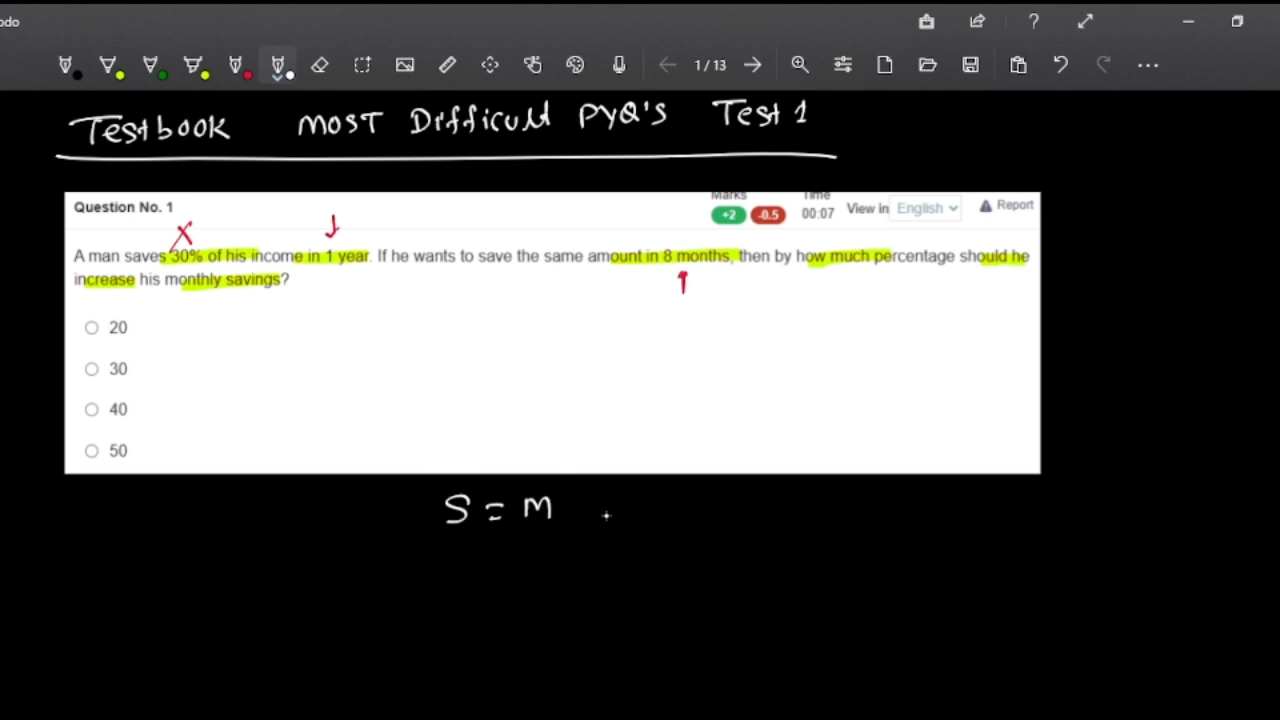 odo
?
1 / 13
Testbook MOST Difficult PYQ's Test 1
Question No. 1
Marks
+2 -0.5
Time
00:07
View in English
Report
A man saves 30% of his income in 1 year. If he wants to save the same amount in 8 months, then by how much percentage should he
increase his monthly savings?
20
30
40
50
S = M